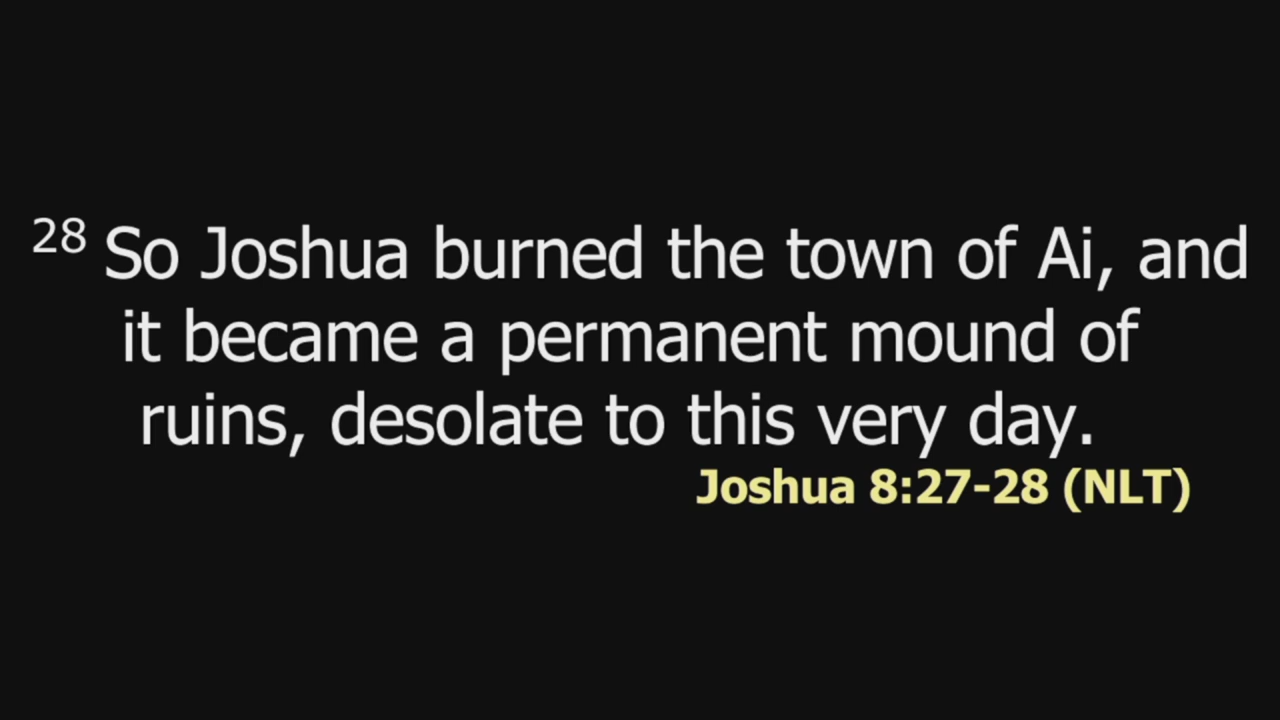 28 So Joshua burned the town of Ai, and
it became a permanent mound of
ruins, desolate to this very day.
Joshua 8:27-28 (NLT)